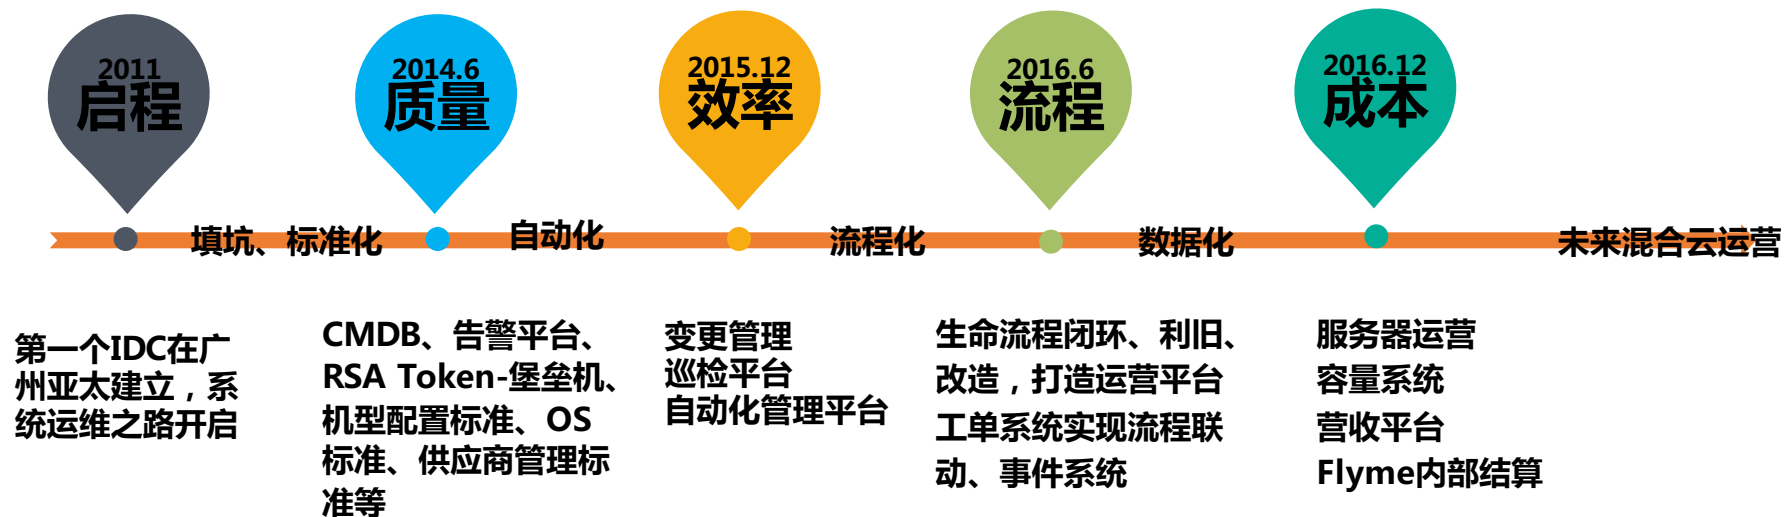 2011
启程
2014.6
质量
2015.12
效率
2016.6
流程
2016.12
成本
填坑、标准化
自动化
流程化
数据化
未来混合云运营
第一个IDC在广
州亚太建立，系
统运维之路开启
CMDB、告警平台、
RSA Token-堡垒机、
机型配置标准、OS
标准、供应商管理标
准等
变更管理
巡检平台
自动化管理平台
生命流程闭环、利旧、
改造，打造运营平台
工单系统实现流程联
动、事件系统
服务器运营
容量系统
营收平台
Flyme内部结算